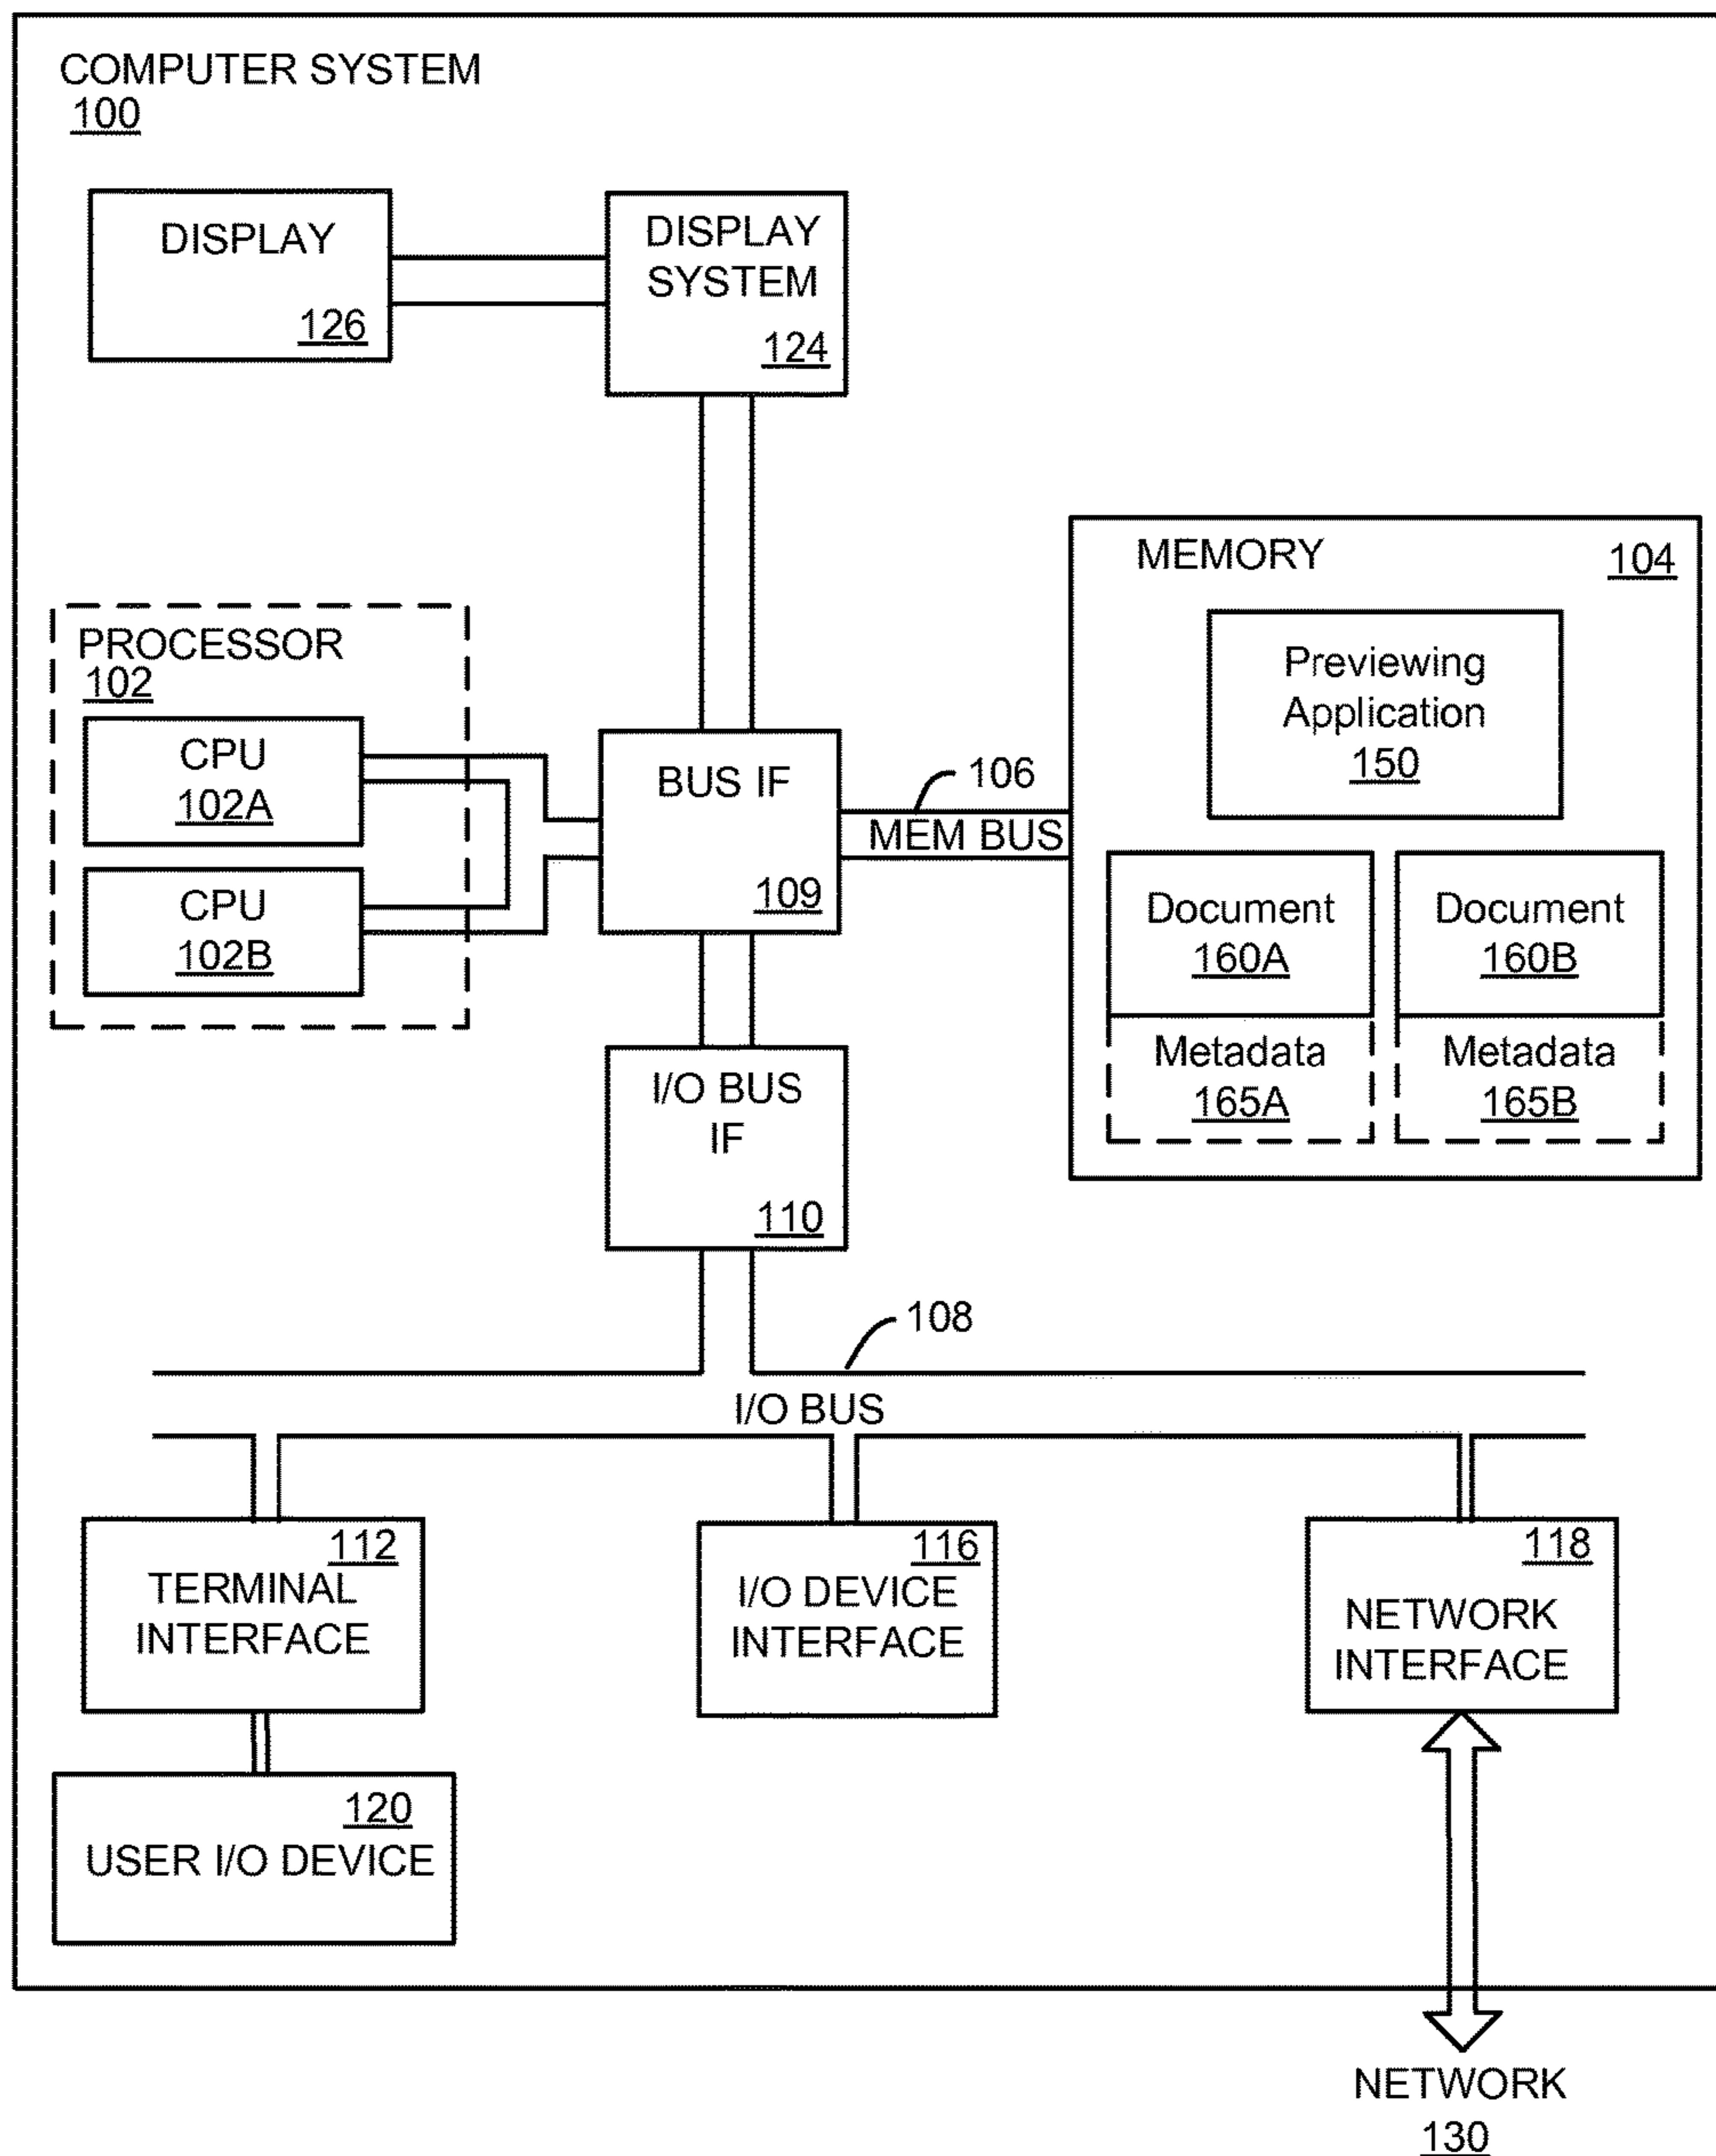 COMPUTER SYSTEM
100
DISPLAY
126
DISPLAY
SYSTEM
124
MEMORY
104
Previewing
Application
150
PROCESSOR
102
CPU
102A
CPU
102B
BUS IF
109
106
MEM BUS
Document
160A
Document
160B
Metadata
165A
Metadata
165B
I/O BUS
IF
110
108
I/O BUS
112
TERMINAL
INTERFACE
116
I/O DEVICE
INTERFACE
118
NETWORK
INTERFACE
120
USER I/O DEVICE
NETWORK
130